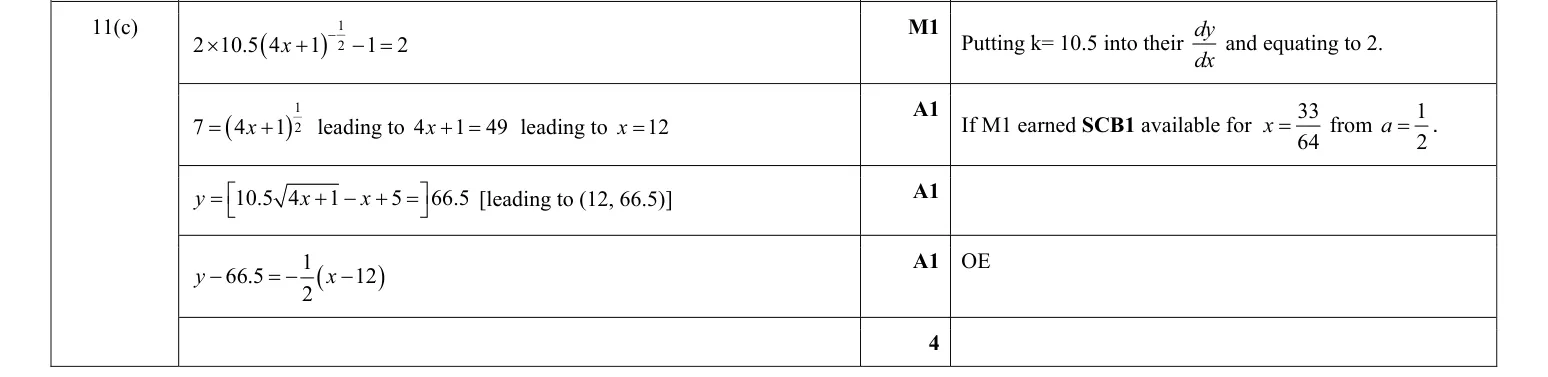 11(c)
2×10.5(4x+1)^{-1/2} −1=2
M1
Putting k= 10.5 into their dy/dx and equating to 2.
7=(4x+1)^{1/2} leading to 4x+1=49 leading to x=12
A1
If M1 earned SCB1 available for x=33/64 from a=1/2.
y=[10.5√(4x+1)−x+5=]66.5 [leading to (12, 66.5)]
A1
y−66.5=−1/2(x−12)
A1
OE
4